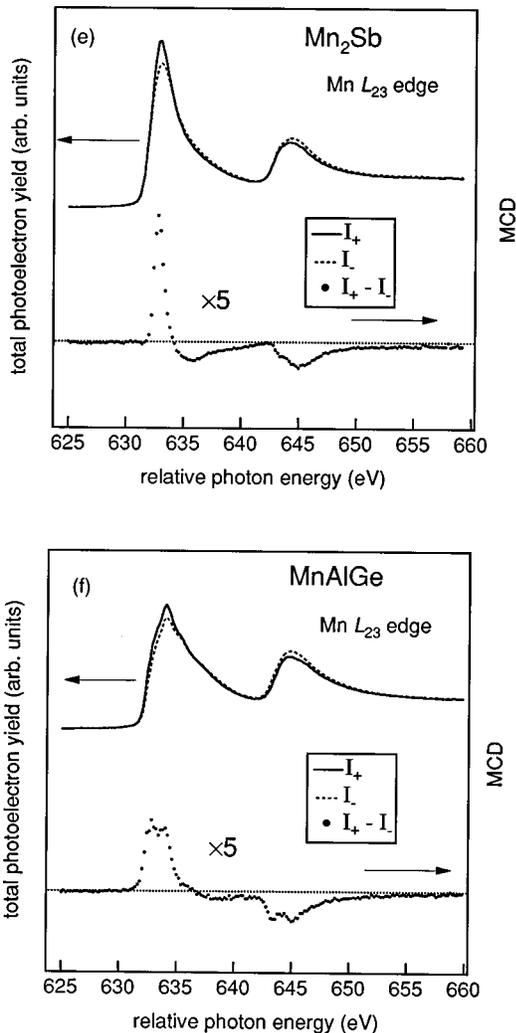 (e)
Mn₂Sb
Mn L₂₃ edge
total photoelectron yield (arb. units)
MCD
I₊
I₋
I₊ - I₋
×5
625 630 635 640 645 650 655 660
relative photon energy (eV)
(f)
MnAlGe
Mn L₂₃ edge
total photoelectron yield (arb. units)
MCD
I₊
I₋
I₊ - I₋
×5
625 630 635 640 645 650 655 660
relative photon energy (eV)